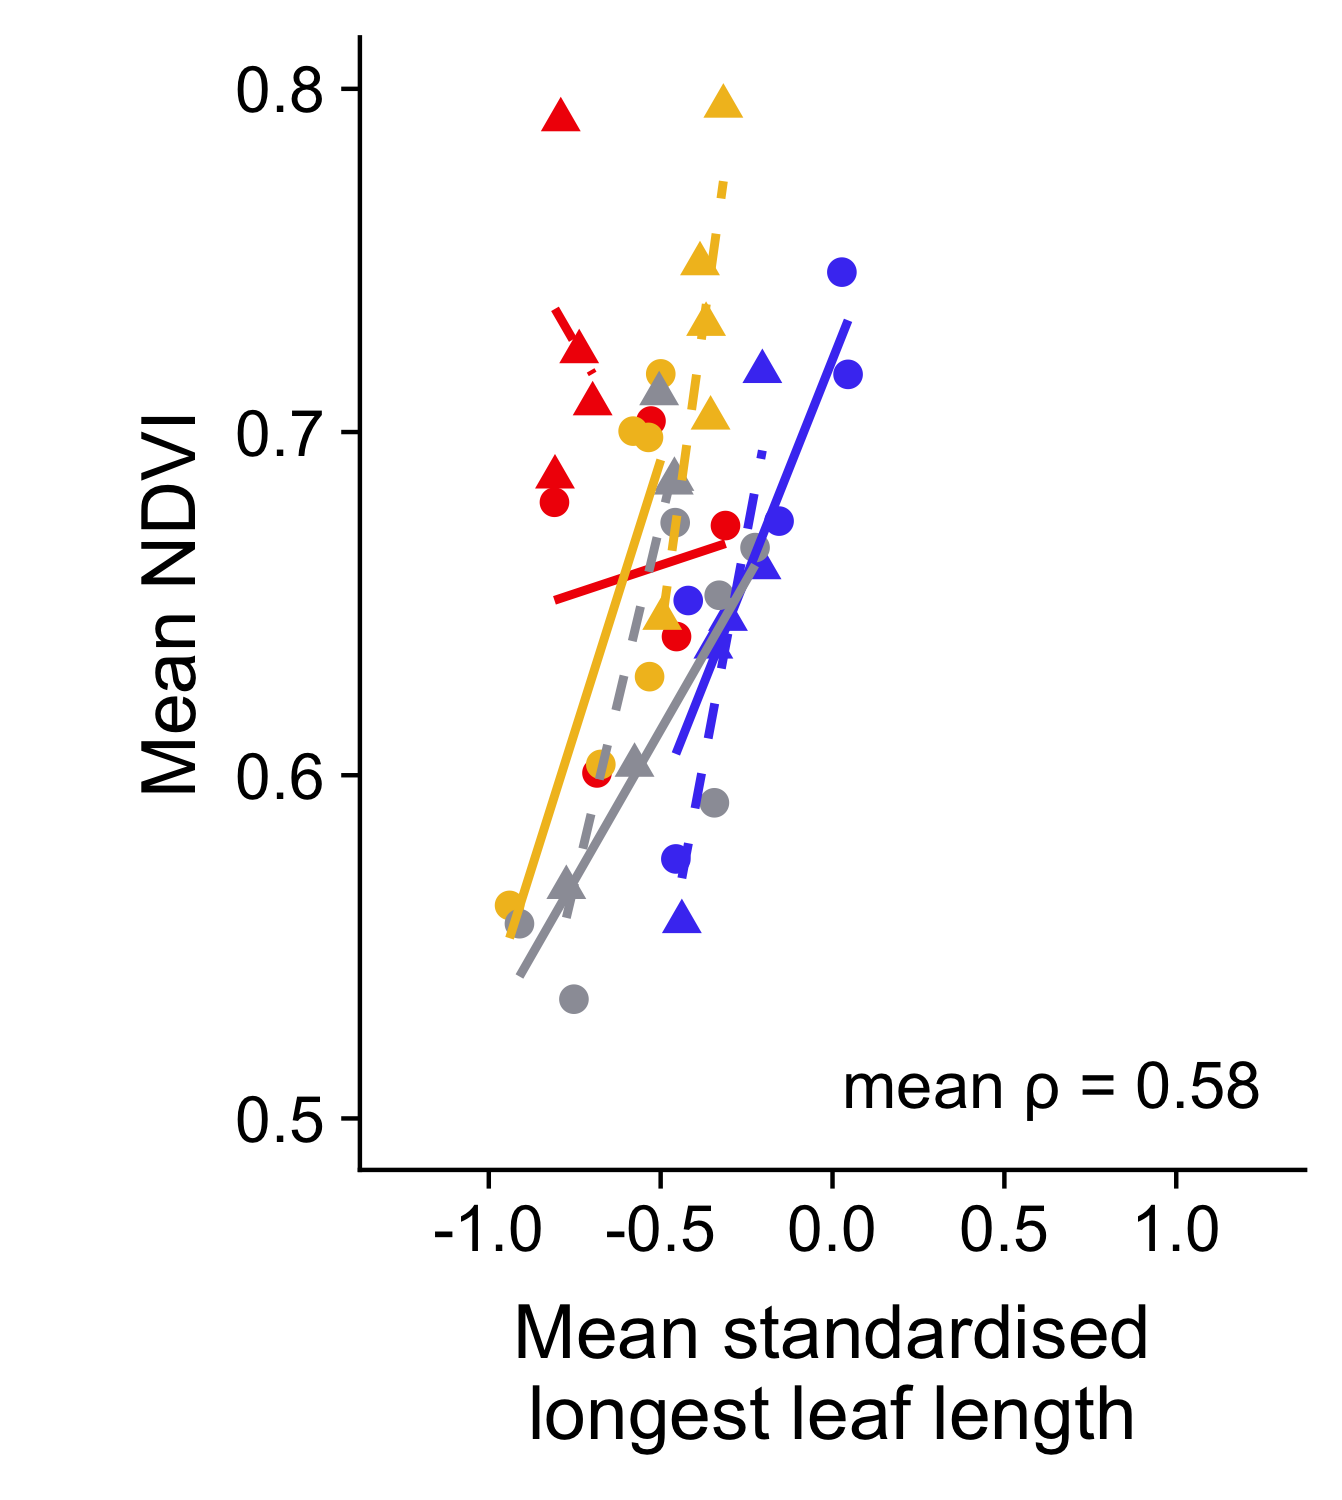 0.8
0.7
0.6
0.5
Mean NDVI
mean ρ = 0.58
-1.0 -0.5 0.0 0.5 1.0
Mean standardised
longest leaf length